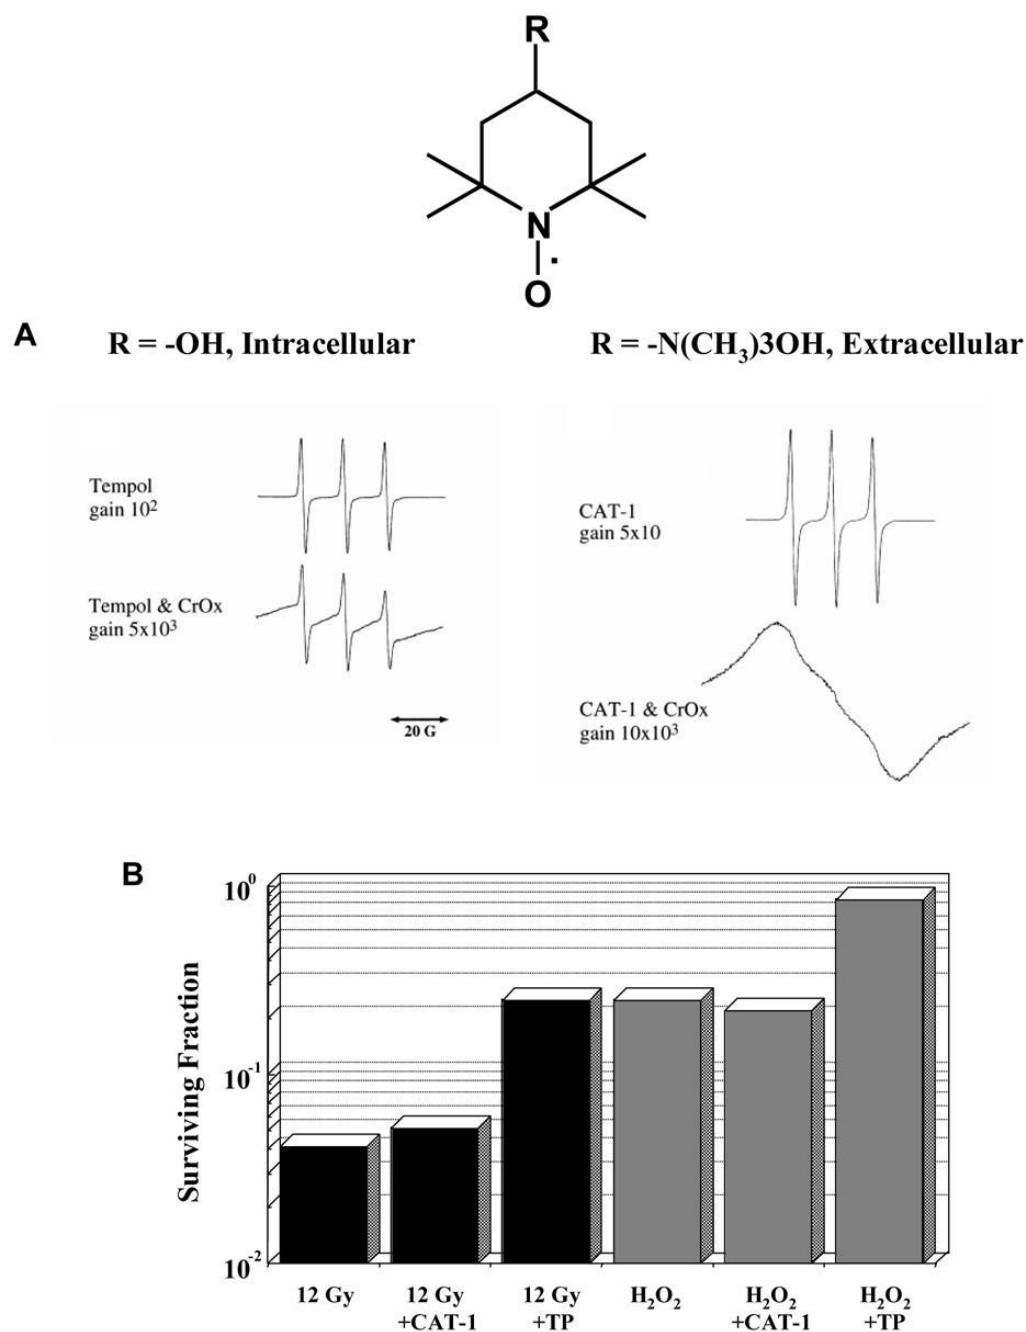 R
N
·
O
A
R = -OH, Intracellular
R = -N(CH₃)3OH, Extracellular
Tempol
gain 10²
Tempol & CrOx
gain 5x10³
20 G
CAT-1
gain 5x10
CAT-1 & CrOx
gain 10x10³
B
Surviving Fraction
10⁰
10⁻¹
10⁻²
12 Gy
12 Gy
+CAT-1
12 Gy
+TP
H₂O₂
H₂O₂
+CAT-1
H₂O₂
+TP